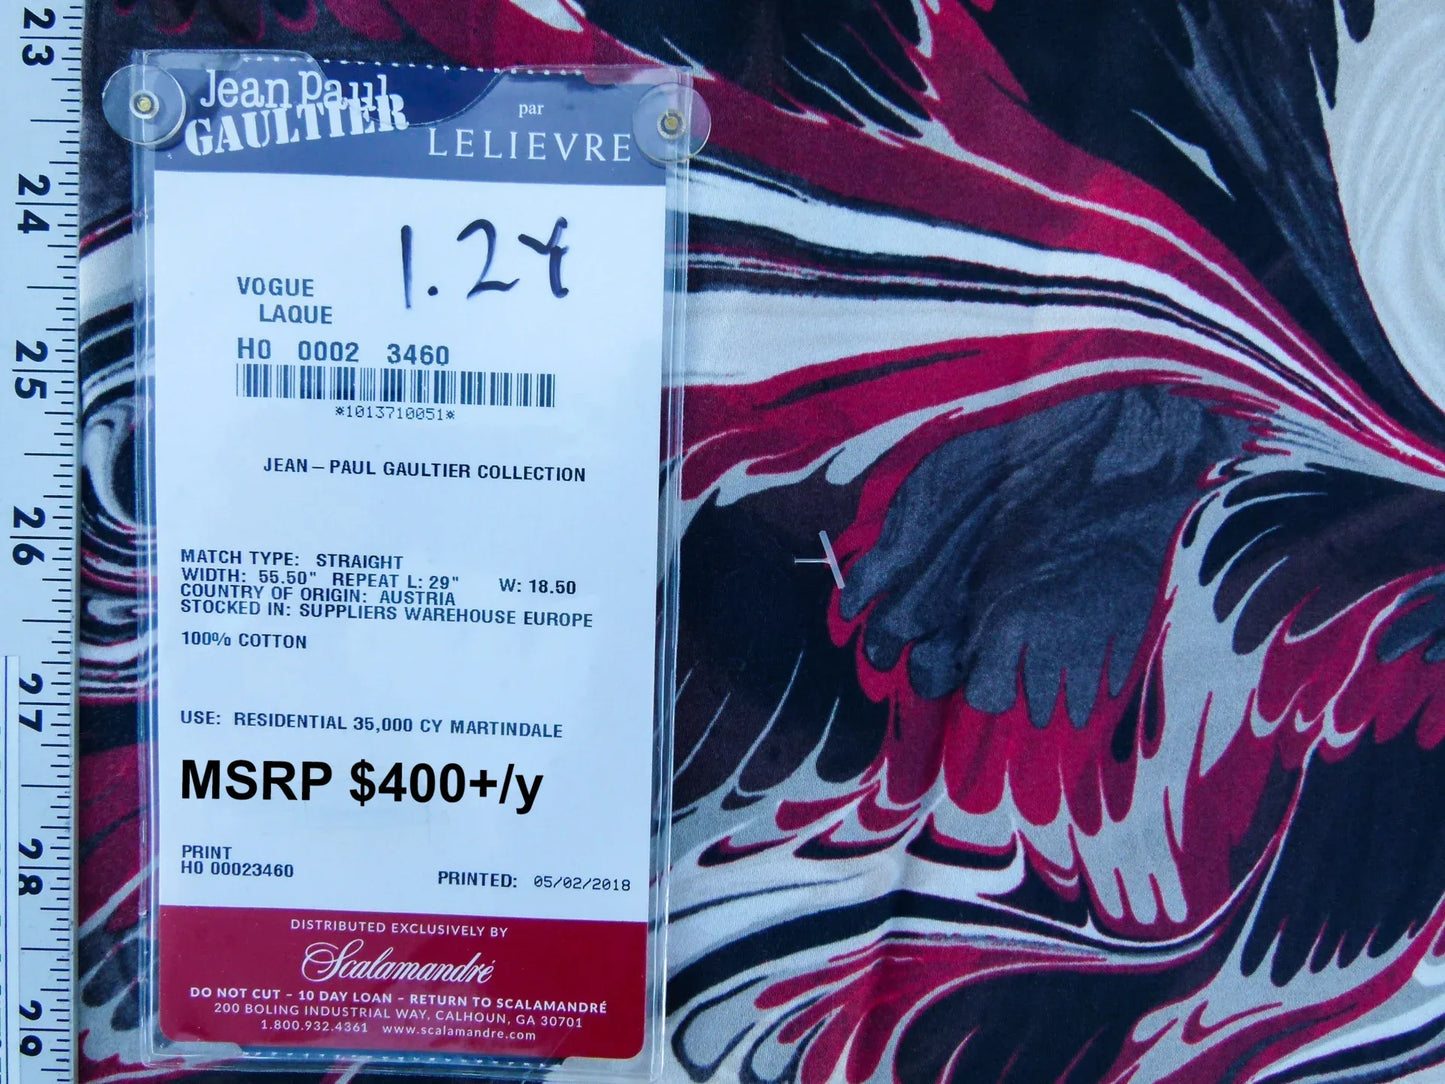 23
24
25
26
27
28
29
Jean Paul
GAULTIER
par
LELIEVRE
1.24
VOGUE
LAQUE
H0 0002 3460
*1013710051*
JEAN-PAUL GAULTIER COLLECTION
MATCH TYPE: STRAIGHT
WIDTH: 55.50" REPEAT L: 29" W: 18.50
COUNTRY OF ORIGIN: AUSTRIA
STOCKED IN: SUPPLIERS WAREHOUSE EUROPE
100% COTTON
USE: RESIDENTIAL 35,000 CY MARTINDALE
MSRP $400+/y
PRINT
H0 00023460
PRINTED: 05/02/2018
DISTRIBUTED EXCLUSIVELY BY
Scalamandré
DO NOT CUT – 10 DAY LOAN – RETURN TO SCALAMANDRÉ
200 BOLING INDUSTRIAL WAY, CALHOUN, GA 30701
1.800.932.4361 www.scalamandre.com